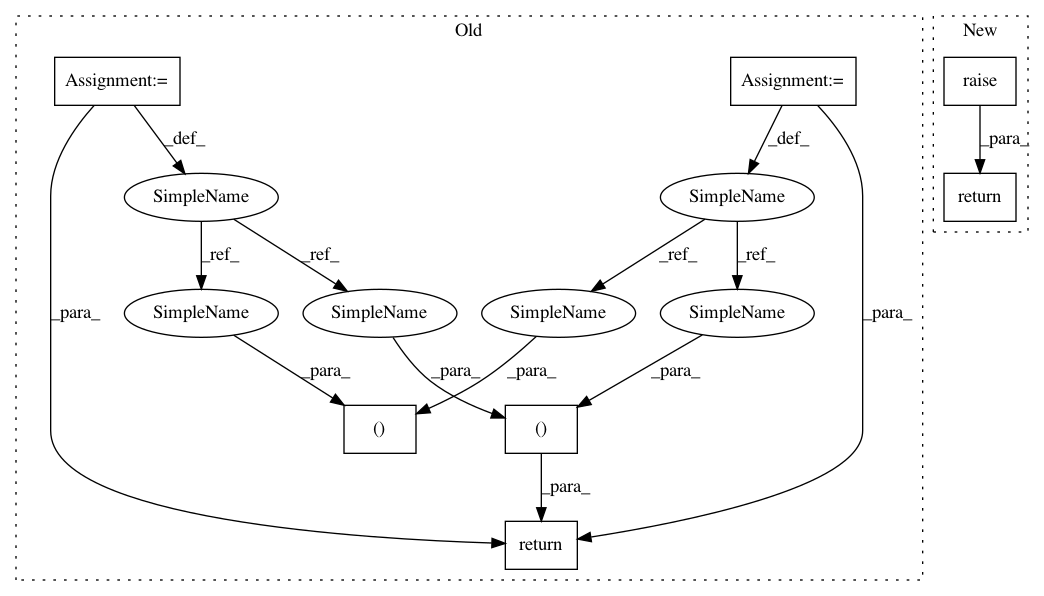 Old
New
Assignment:=
Assignment:=
raise
_def_
_def_
_para_
SimpleName
SimpleName
return
_ref_
_ref_
_ref_
_ref_
_para_
SimpleName
SimpleName
SimpleName
SimpleName
_para_
_para_
_para_
_para_
_para_
()
()
_para_
return